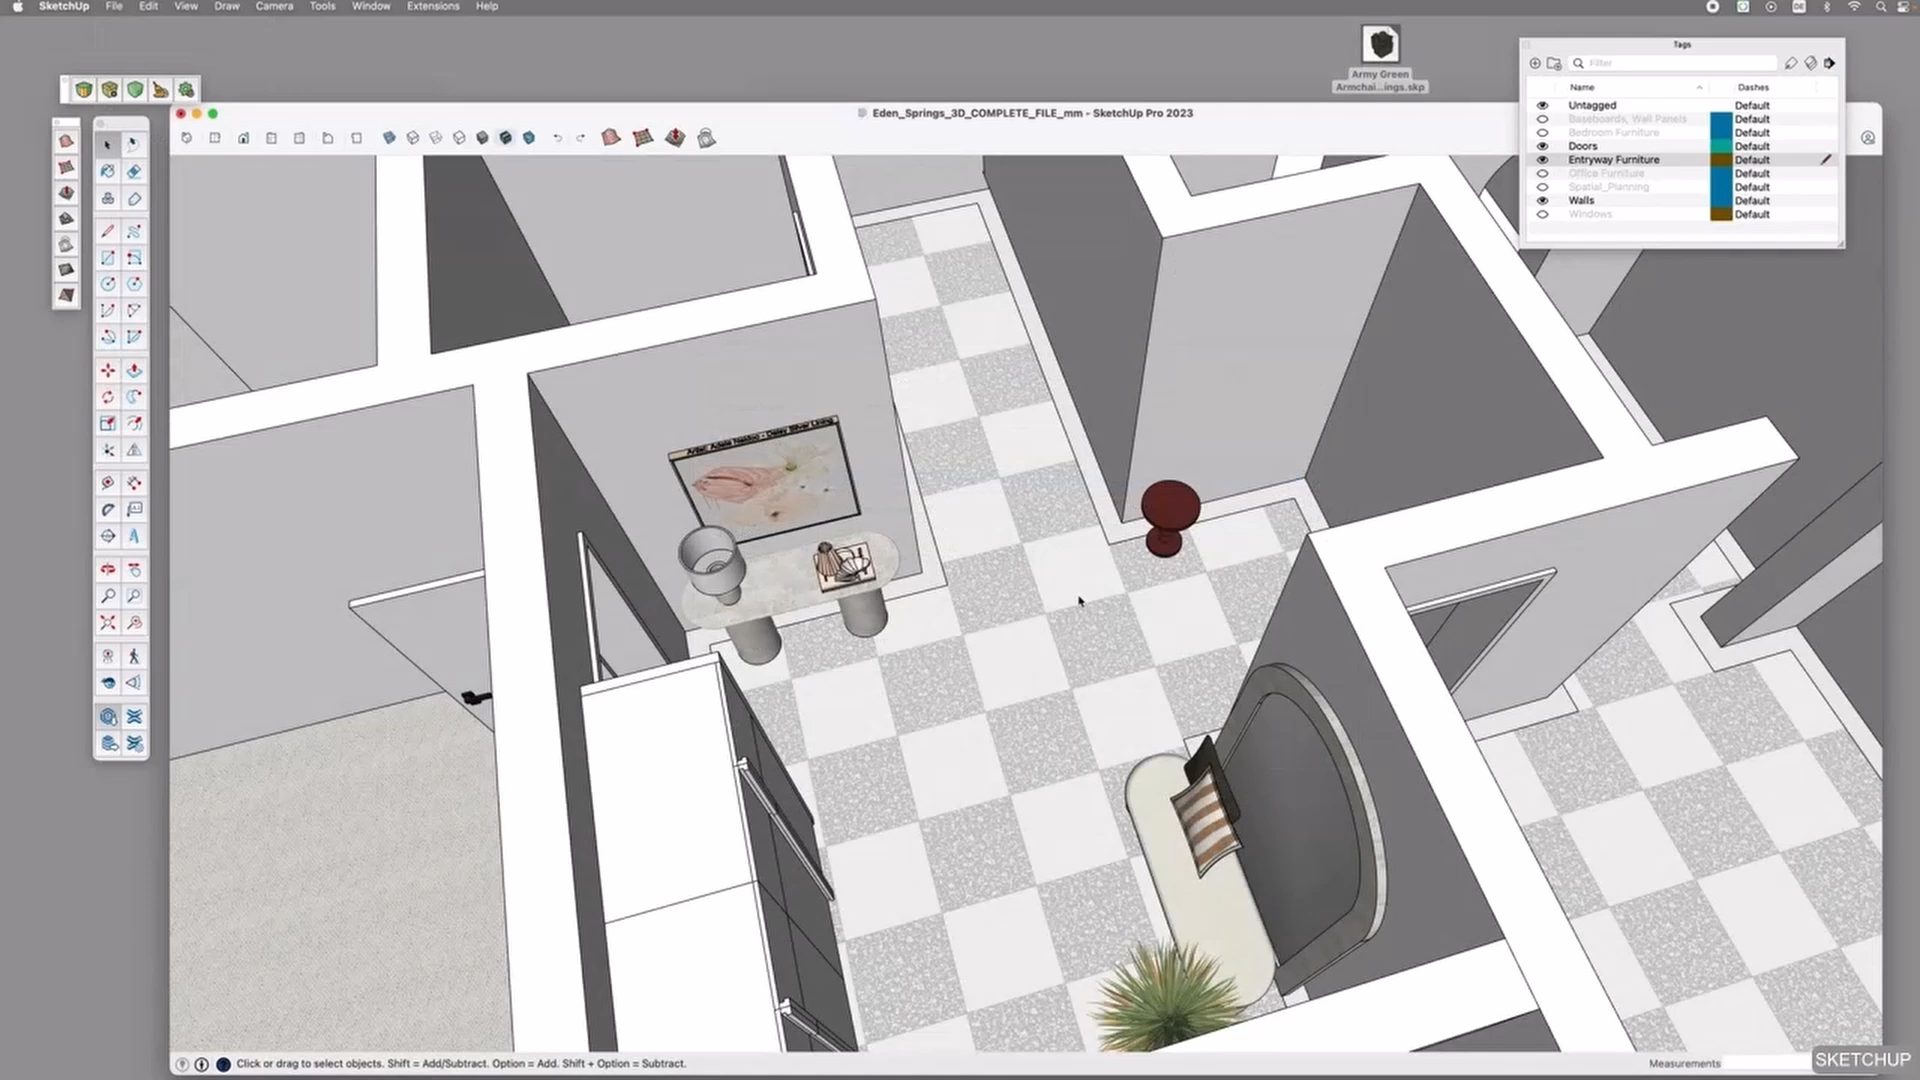 SketchUp File Edit View Draw Camera Tools Window Extensions Help
Army Green
Armchai...ings.skp
Tags
Filter
Name Dashes
Untagged Default
Baseboards, Wall Panels Default
Bedroom Furniture Default
Doors Default
Entryway Furniture Default
Office Furniture Default
Spatial_Planning Default
Walls Default
Windows Default
Eden_Springs_3D_COMPLETE_FILE_mm - SketchUp Pro 2023
Click or drag to select objects. Shift = Add/Subtract. Option = Add. Shift + Option = Subtract.
Measurements
SKETCHUP